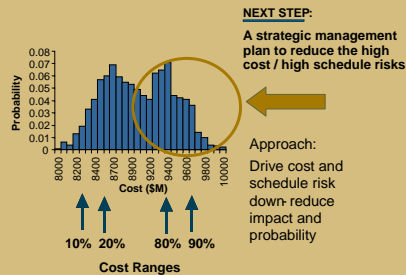 NEXT STEP:
A strategic management
plan to reduce the high
cost / high schedule risks
0.08
0.07
0.06
0.05
0.04
0.03
0.02
0.01
0
Probability
8000
8200
8400
8700
8900
9200
9400
9600
9800
10000
Cost ($M)
10% 20% 80% 90%
Cost Ranges
Approach:
Drive cost and
schedule risk
down- reduce
impact and
probability